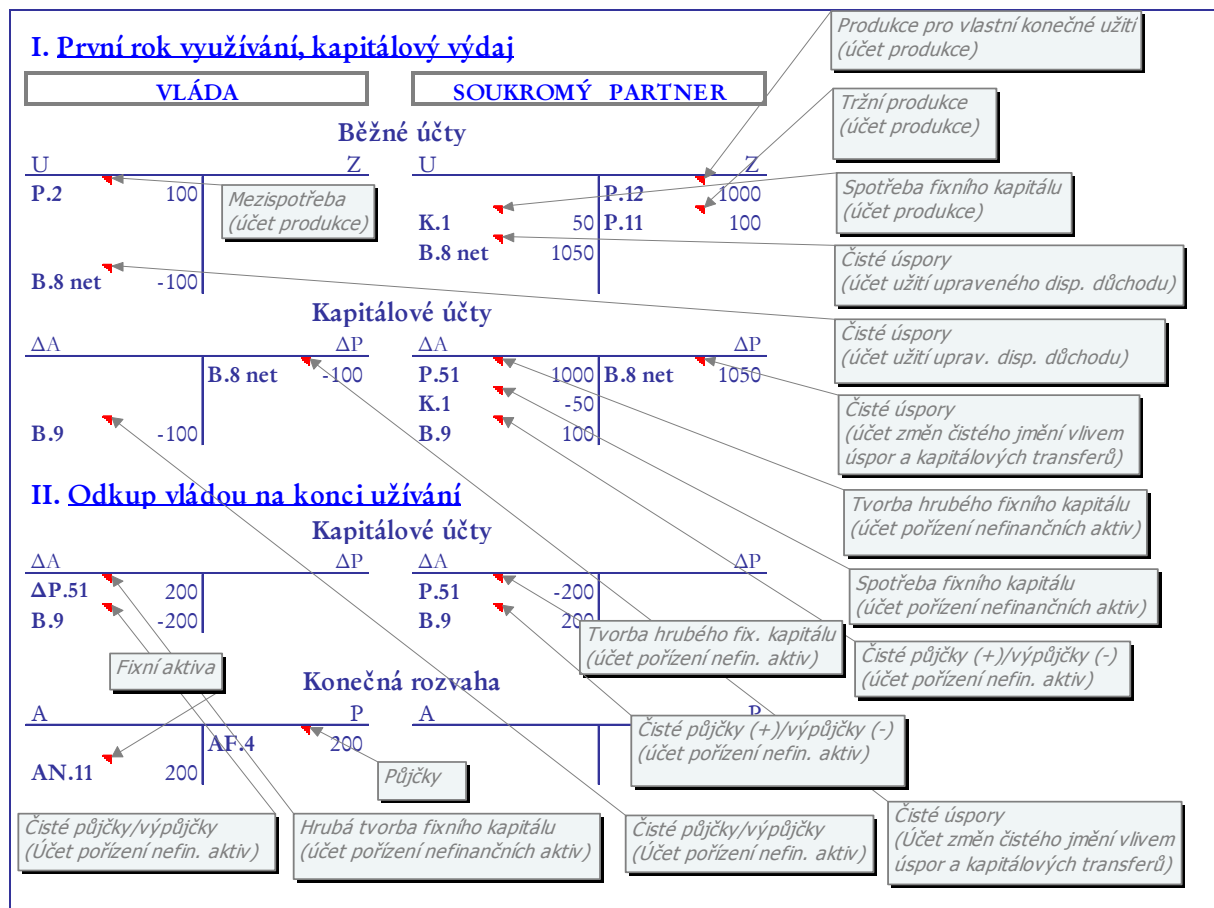 I. První rok využívání, kapitálový výdaj
VLÁDA
SOUKROMÝ PARTNER
Běžné účty
U Z
P.2 100
B.8 net -100
U Z
P.12 1000
K.1 50 P.11 100
B.8 net 1050
Kapitálové účty
ΔA ΔP
B.8 net -100
B.9 -100
ΔA ΔP
P.51 1000 B.8 net 1050
K.1 -50
B.9 100
II. Odkup vládou na konci užívání
Kapitálové účty
ΔA ΔP
ΔP.51 200
B.9 -200
ΔA ΔP
P.51 -200
B.9 200
Konečná rozvaha
A P
AF.4 200
AN.11 200
A P
Mezispotřeba
(účet produkce)
Produkce pro vlastní konečné užití
(účet produkce)
Tržní produkce
(účet produkce)
Spotřeba fixního kapitálu
(účet produkce)
Čisté úspory
(účet užití upraveného disp. důchodu)
Čisté úspory
(účet užití uprav. disp. důchodu)
Čisté úspory
(účet změn čistého jmění vlivem
úspor a kapitálových transferů)
Tvorba hrubého fixního kapitálu
(účet pořízení nefinančních aktiv)
Spotřeba fixního kapitálu
(účet pořízení nefinančních aktiv)
Tvorba hrubého fix. kapitálu
(účet pořízení nefin. aktiv)
Čisté půjčky (+)/výpůjčky (-)
(účet pořízení nefin. aktiv)
Fixní aktiva
Čisté půjčky (+)/výpůjčky (-)
(účet pořízení nefin. aktiv)
Půjčky
Čisté půjčky/výpůjčky
(Účet pořízení nefin. aktiv)
Hrubá tvorba fixního kapitálu
(účet pořízení nefinančních aktiv)
Čisté půjčky/výpůjčky
(Účet pořízení nefin. aktiv)
Čisté úspory
(Účet změn čistého jmění vlivem
úspor a kapitálových transferů)